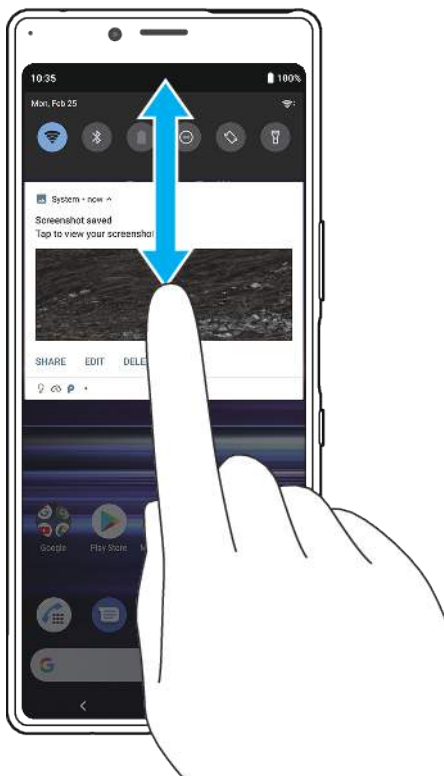 10:35 100%
Mon, Feb 25
System • now
Screenshot saved
Tap to view your screenshot
SHARE EDIT
Google Play Store